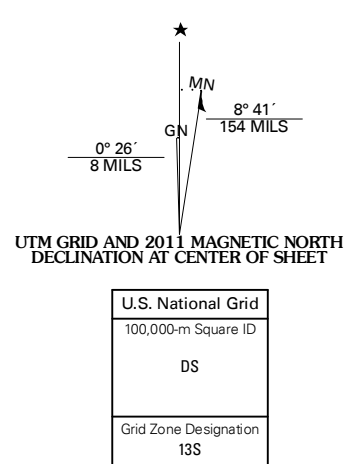 ★
MN
8° 41´
154 MILS
GN
0° 26´
8 MILS
UTM GRID AND 2011 MAGNETIC NORTH
DECLINATION AT CENTER OF SHEET
U.S. National Grid
100,000-m Square ID
DS
Grid Zone Designation
13S